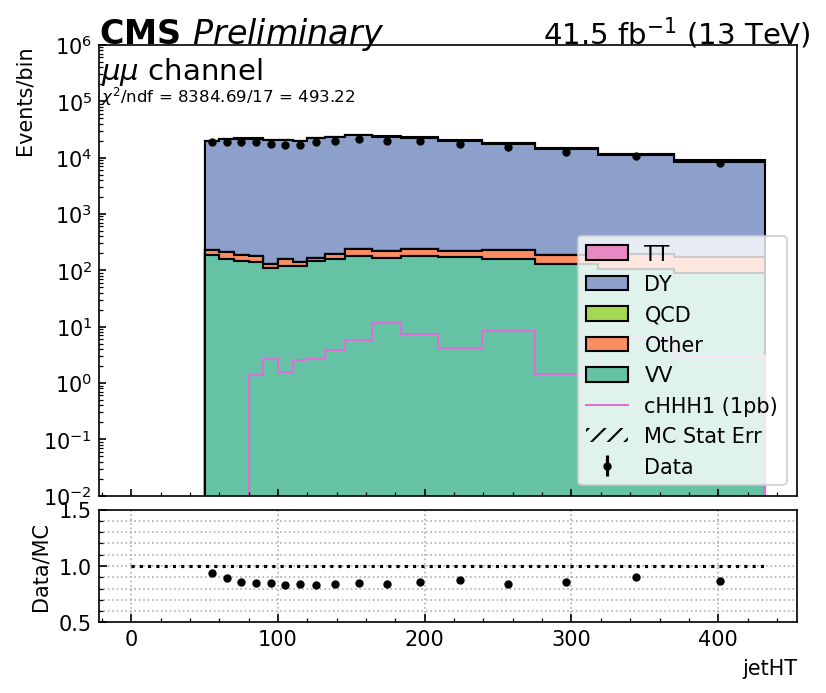 CMS Preliminary 41.5 fb⁻¹ (13 TeV)
μμ channel
χ²/ndf = 8384.69/17 = 493.22
Events/bin
10⁶
10⁵
10⁴
10³
10²
10¹
10⁰
10⁻¹
10⁻²
TT
DY
QCD
Other
VV
cHHH1 (1pb)
MC Stat Err
Data
Data/MC
1.5
1.0
0.5
0 100 200 300 400
jetHT